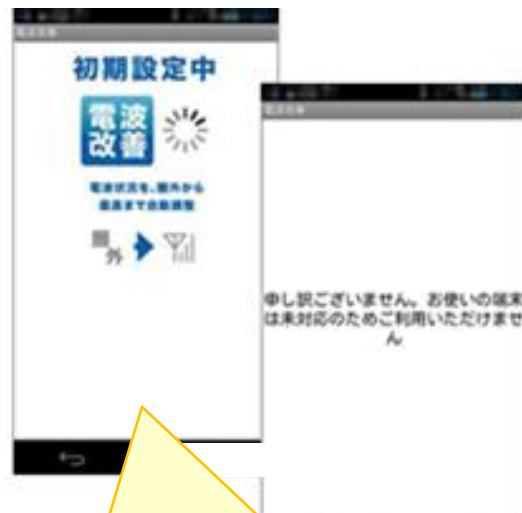 初期設定中
電波
改善
電波状況を、圏外から
最高まで自動調整
圏外
申し訳ございません。お使いの端末
は未対応のためご利用いただけませ
ん